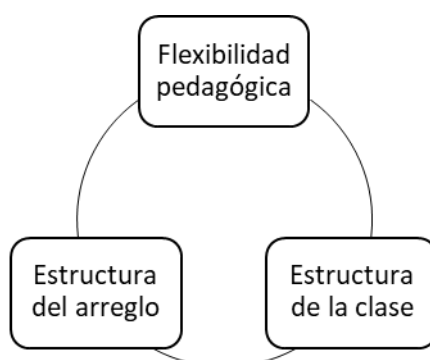 Flexibilidad
pedagógica
Estructura
del arreglo
Estructura
de la clase